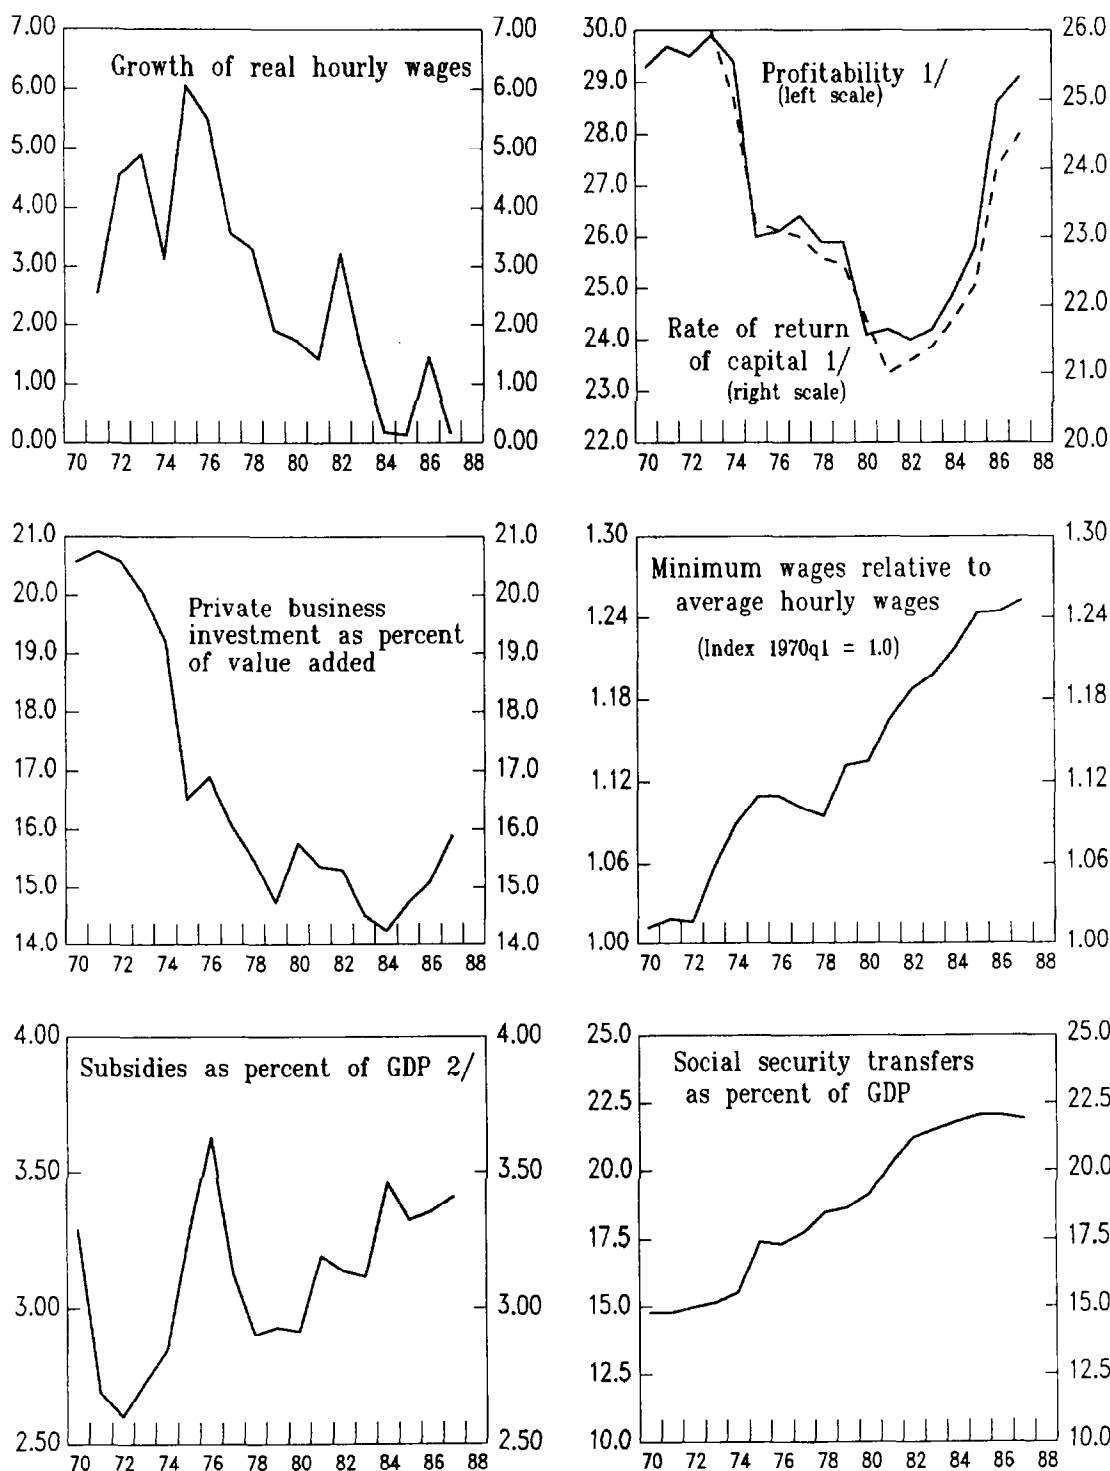 Growth of real hourly wages
7.00 7.00
6.00 6.00
5.00 5.00
4.00 4.00
3.00 3.00
2.00 2.00
1.00 1.00
0.00 0.00
70 72 74 76 78 80 82 84 86 88
Profitability 1/
(left scale)
Rate of return
of capital 1/
(right scale)
30.0 26.0
29.0
25.0
28.0
24.0
27.0
26.0 23.0
25.0
22.0
24.0
21.0
23.0
22.0 20.0
70 72 74 76 78 80 82 84 86 88
Private business
investment as percent
of value added
21.0 21.0
20.0 20.0
19.0 19.0
18.0 18.0
17.0 17.0
16.0 16.0
15.0 15.0
14.0 14.0
70 72 74 76 78 80 82 84 86 88
Minimum wages relative to
average hourly wages
(Index 1970q1 = 1.0)
1.30 1.30
1.24 1.24
1.18 1.18
1.12 1.12
1.06 1.06
1.00 1.00
70 72 74 76 78 80 82 84 86 88
Subsidies as percent of GDP 2/
4.00 4.00
3.50 3.50
3.00 3.00
2.50 2.50
70 72 74 76 78 80 82 84 86 88
Social security transfers
as percent of GDP
25.0 25.0
22.5 22.5
20.0 20.0
17.5 17.5
15.0 15.0
12.5 12.5
10.0 10.0
70 72 74 76 78 80 82 84 86 88